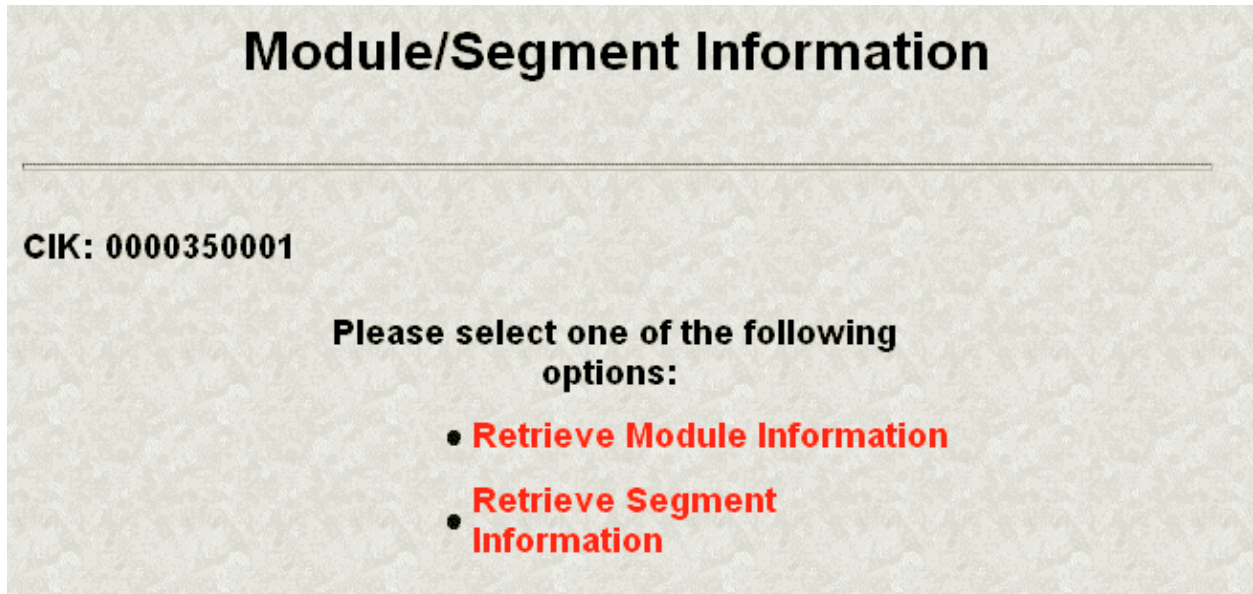 Module/Segment Information
CIK: 0000350001
Please select one of the following
options:
Retrieve Module Information
Retrieve Segment
Information